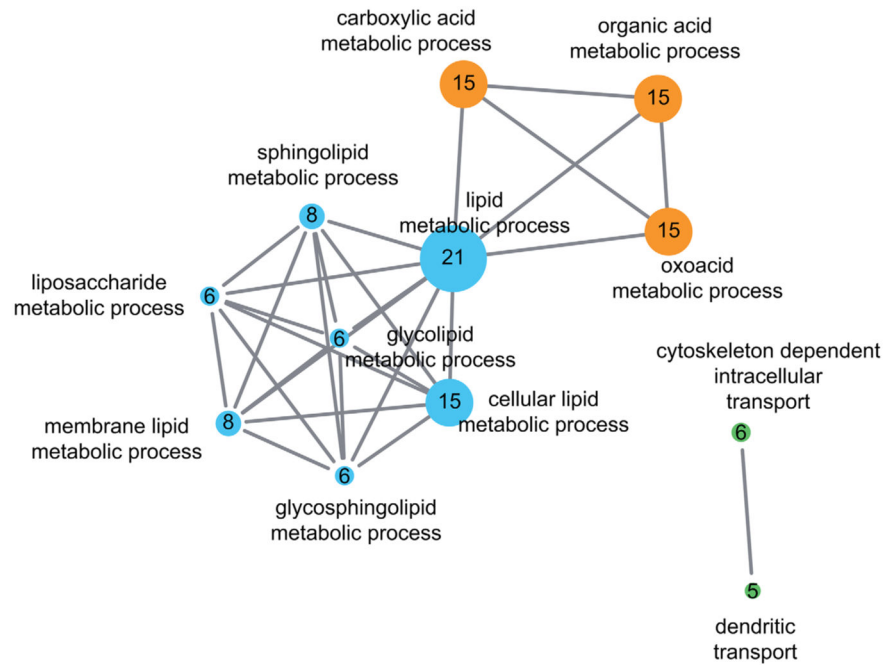 carboxylic acid
metabolic process
organic acid
metabolic process
15
15
sphingolipid
metabolic process
lipid
metabolic process
8
15
21
oxoacid
metabolic process
liposaccharide
metabolic process
6
6
glycolipid
metabolic process
cytoskeleton dependent
intracellular
transport
15
cellular lipid
metabolic process
membrane lipid
metabolic process
8
6
6
glycosphingolipid
metabolic process
5
dendritic
transport